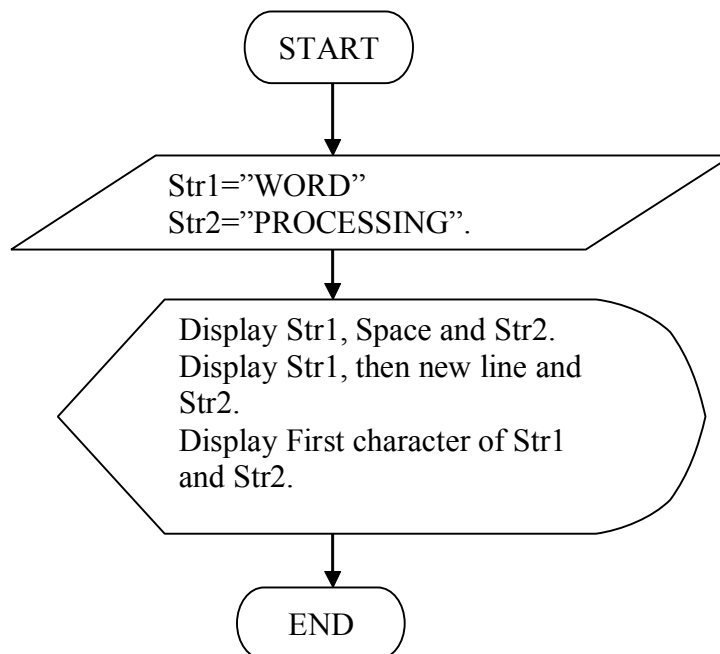 START
Str1=”WORD”
Str2=”PROCESSING”.
Display Str1, Space and Str2.
Display Str1, then new line and
Str2.
Display First character of Str1
and Str2.
END